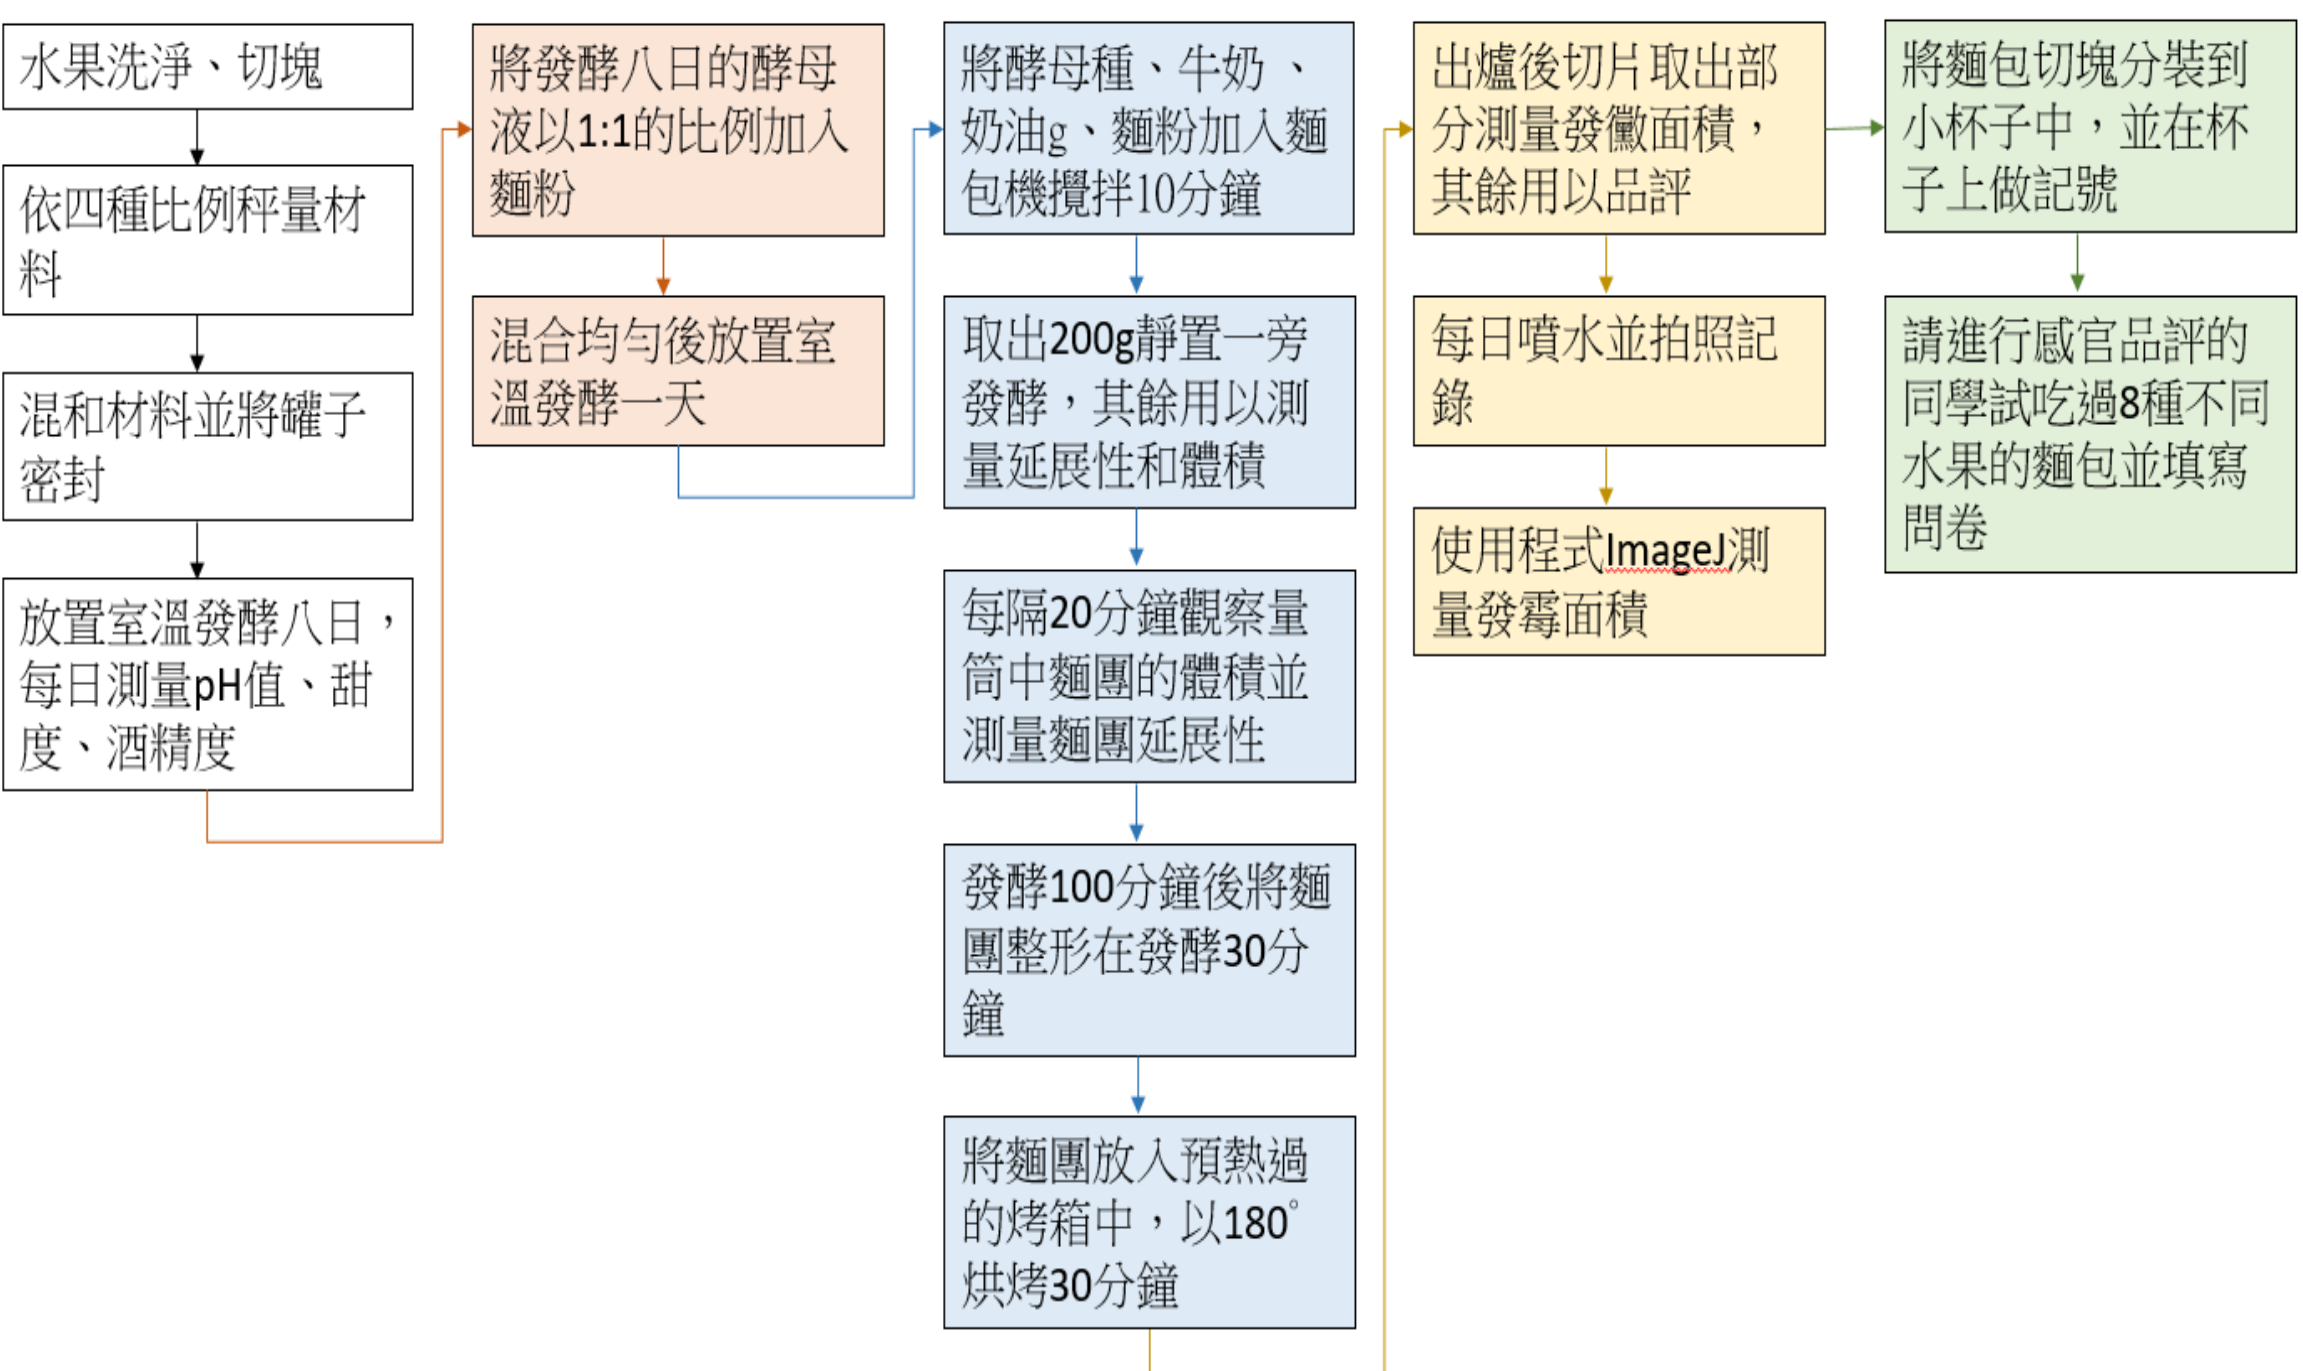 水果洗淨、切塊
依四種比例秤量材
料
混和材料並將罐子
密封
放置室溫發酵八日，
每日測量pH值、甜
度、酒精度
將發酵八日的酵母
液以1:1的比例加入
麵粉
混合均勻後放置室
溫發酵一天
將酵母種、牛奶 、
奶油g、麵粉加入麵
包機攪拌10分鐘
取出200g靜置一旁
發酵，其餘用以測
量延展性和體積
每隔20分鐘觀察量
筒中麵團的體積並
測量麵團延展性
發酵100分鐘後將麵
團整形在發酵30分
鐘
將麵團放入預熱過
的烤箱中，以180°
烘烤30分鐘
出爐後切片取出部
分測量發黴面積，
其餘用以品評
每日噴水並拍照記
錄
使用程式ImageJ測
量發霉面積
將麵包切塊分裝到
小杯子中，並在杯
子上做記號
請進行感官品評的
同學試吃過8種不同
水果的麵包並填寫
問卷